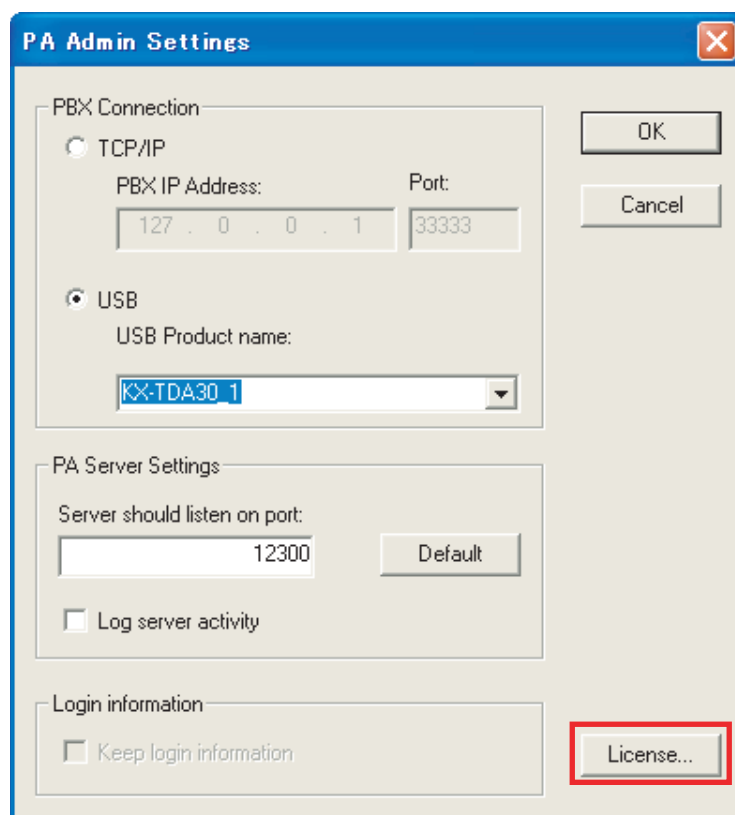 PA Admin Settings
PBX Connection
TCP/IP
PBX IP Address: Port:
127 . 0 . 0 . 1 33333
USB
USB Product name:
KX-TDA30_1
OK
Cancel
PA Server Settings
Server should listen on port:
12300 Default
Log server activity
Login information
Keep login information
License...